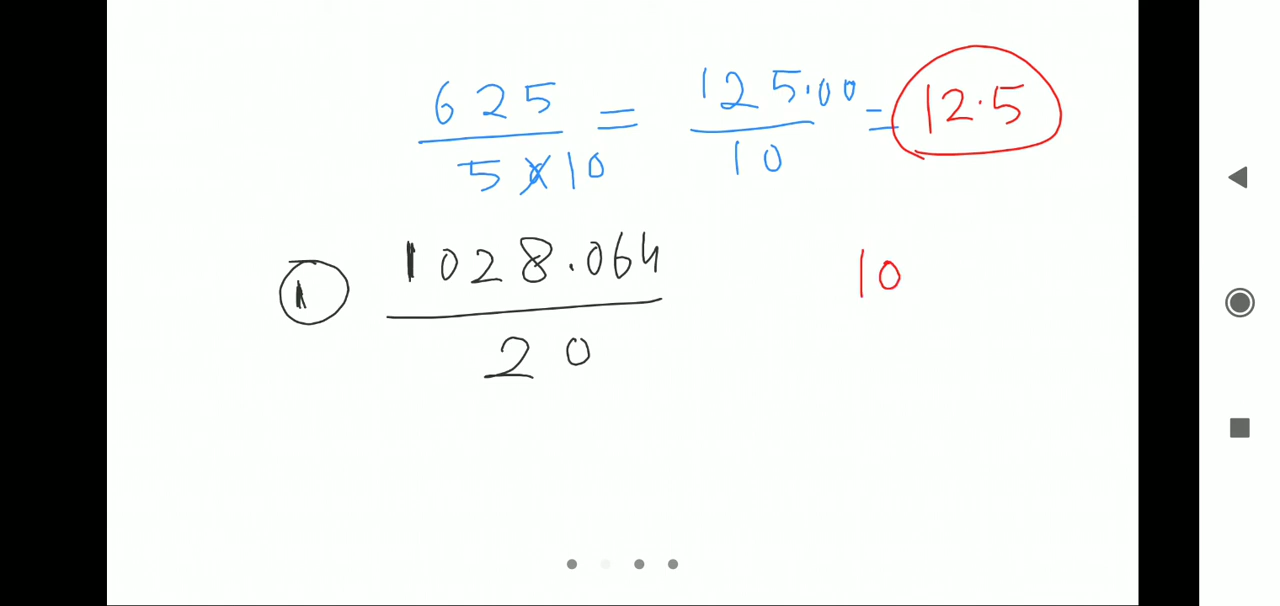 625 / 5×10 = 125.00 / 10 = 12.5
① 1028.064 / 20 10